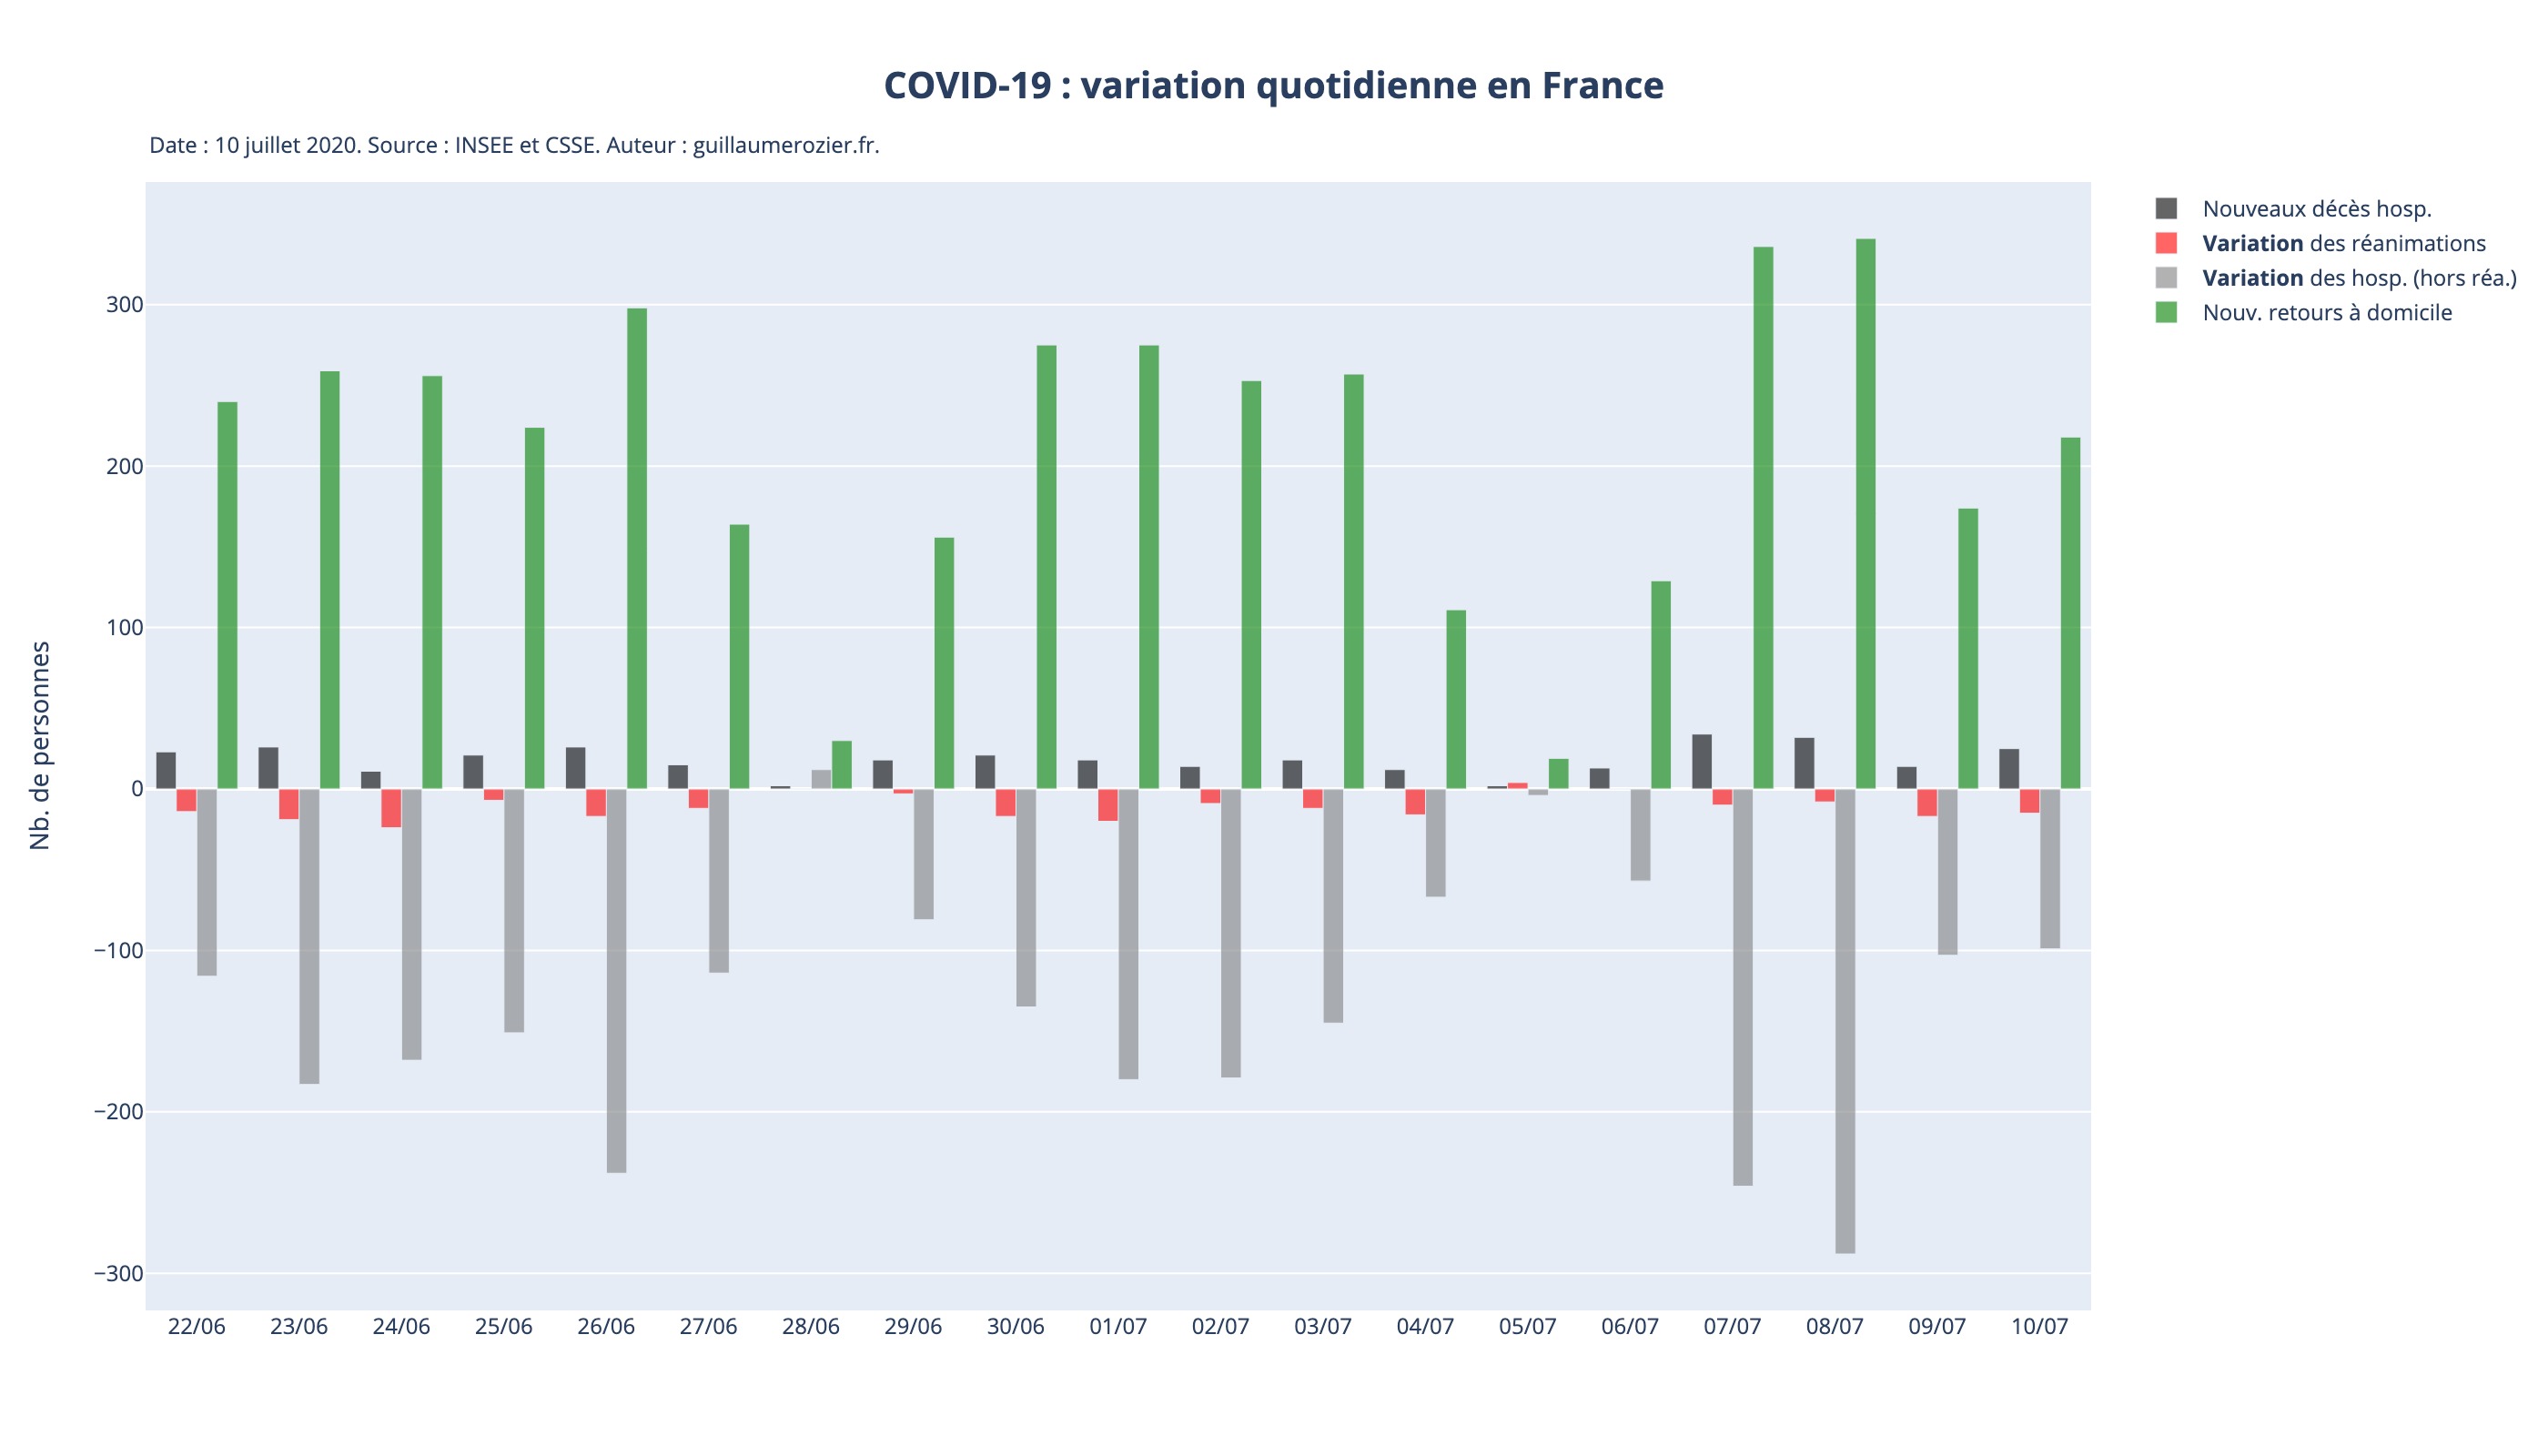 COVID-19 : variation quotidienne en France
Date : 10 juillet 2020. Source : INSEE et CSSE. Auteur : guillaumerozier.fr.
Nouveaux décès hosp.
Variation des réanimations
Variation des hosp. (hors réa.)
Nouv. retours à domicile
Nb. de personnes
300
200
100
0
−100
−200
−300
22/06 23/06 24/06 25/06 26/06 27/06 28/06 29/06 30/06 01/07 02/07 03/07 04/07 05/07 06/07 07/07 08/07 09/07 10/07